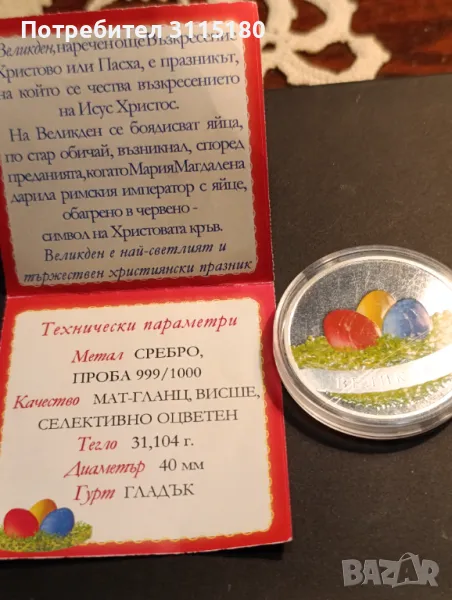 Потребител 3115180
Великден, наречен още Възкресение
Христово или Пасха, е празникът,
на който се чества възкресението
на Исус Христос.
На Великден се боядисват яйца,
по стар обичай, възникнал, според
преданията, когато Мария Магдалена
дарила римския император с яйце,
обагрено в червено -
символ на Христовата кръв.
Великден е най-светлият и
тържествен християнски празник
Технически параметри
Метал СРЕБРО,
ПРОБА 999/1000
Качество МАТ-ГЛАНЦ, ВИСШЕ,
СЕЛЕКТИВНО ОЦВЕТЕН
Тегло 31,104 г.
Диаметър 40 мм
Гурт ГЛАДЪК
BAZAR